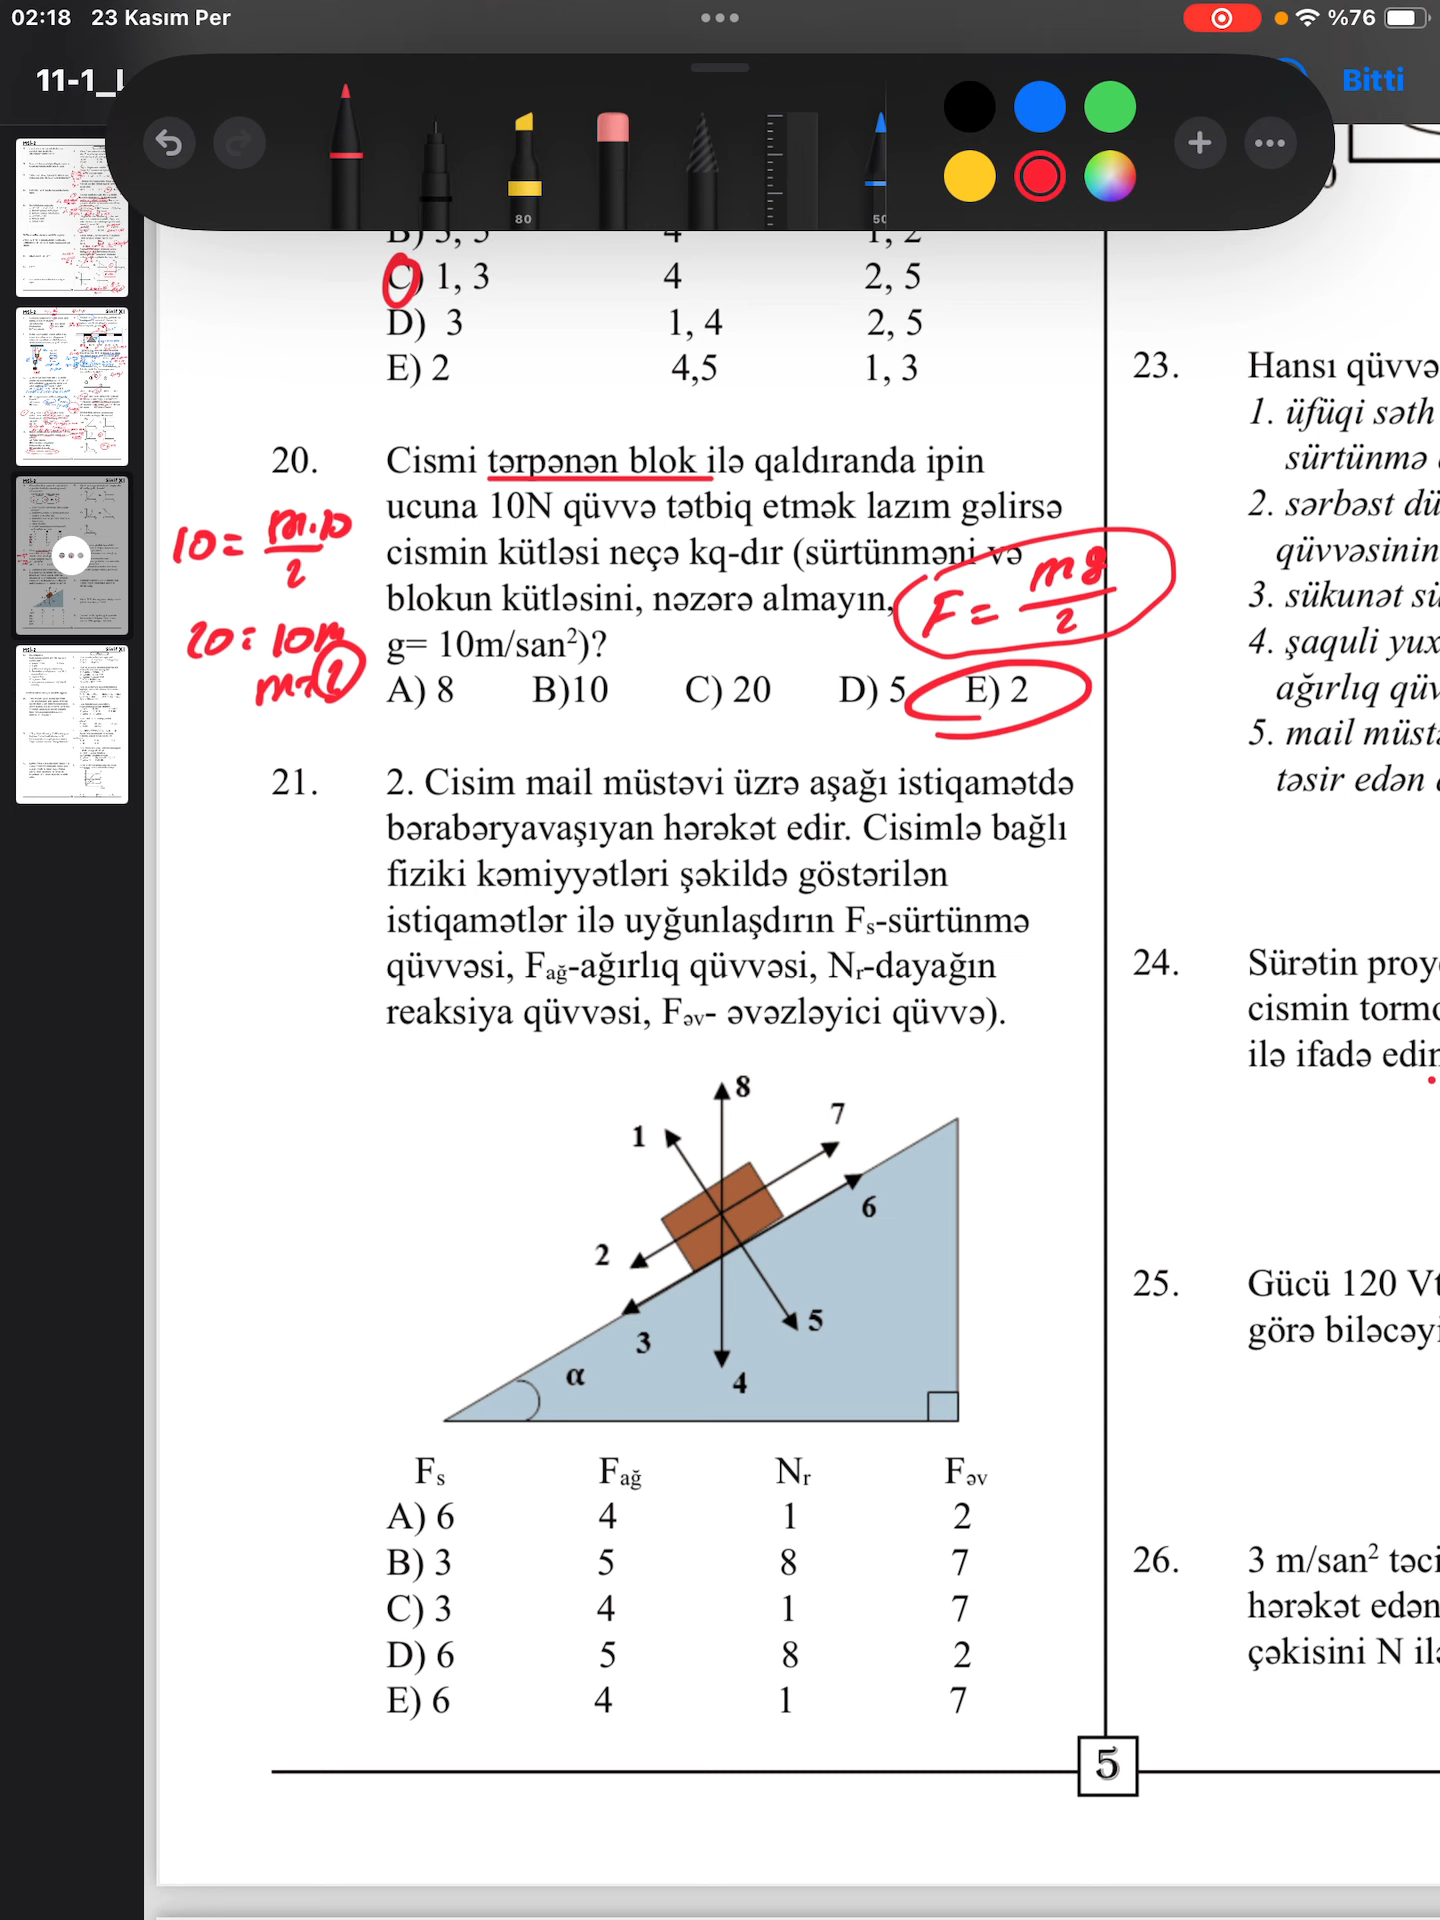 02:18 23 Kasım Per
%76
11-1_
Bitti
80
50
C) 1, 3 4 2, 5
D) 3 1, 4 2, 5
E) 2 4,5 1, 3
20. Cismi tərpənən blok ilə qaldıranda ipin
ucuna 10N qüvvə tətbiq etmək lazım gəlirsə
cismin kütləsi neçə kq-dır (sürtünməni və
blokun kütləsini, nəzərə almayın,
g= 10m/san²)?
A) 8 B)10 C) 20 D) 5 E) 2
10 = m.10
2
20 = 10m
m=2
F = mg
2
21. 2. Cisim mail müstəvi üzrə aşağı istiqamətdə
bərabəryavaşıyan hərəkət edir. Cisimlə bağlı
fiziki kəmiyyətləri şəkildə göstərilən
istiqamətlər ilə uyğunlaşdırın Fs-sürtünmə
qüvvəsi, Fağ-ağırlıq qüvvəsi, Nr-dayağın
reaksiya qüvvəsi, Fəv- əvəzləyici qüvvə).
8
7
1
6
2
5
3
4
α
Fs Fağ Nr Fəv
A) 6 4 1 2
B) 3 5 8 7
C) 3 4 1 7
D) 6 5 8 2
E) 6 4 1 7
23. Hansı qüvvə
1. üfüqi səth
sürtünmə
2. sərbəst dü
qüvvəsinin
3. sükunət sü
4. şaquli yux
ağırlıq qüv
5. mail müstə
təsir edən
24. Sürətin proy
cismin tormo
ilə ifadə edin
25. Gücü 120 Vt
görə biləcəyi
26. 3 m/san² təci
hərəkət edən
çəkisini N ilə
5